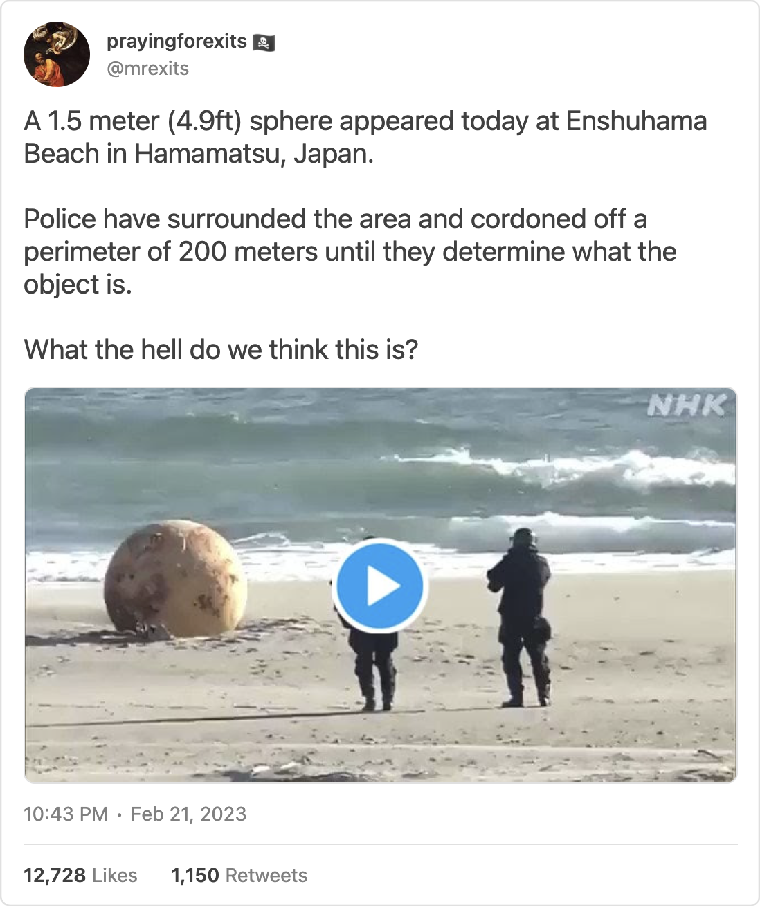 prayingforexits 🏴‍☠️
@mrexits
A 1.5 meter (4.9ft) sphere appeared today at Enshuhama
Beach in Hamamatsu, Japan.
Police have surrounded the area and cordoned off a
perimeter of 200 meters until they determine what the
object is.
What the hell do we think this is?
NHK
10:43 PM · Feb 21, 2023
12,728 Likes 1,150 Retweets